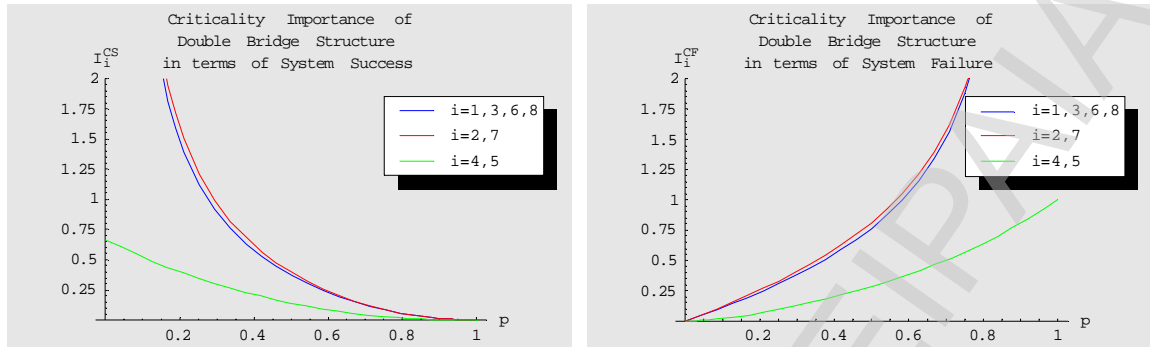 Criticality Importance of
Double Bridge Structure
in terms of System Success
I_i^CS
2
1.75
1.5
1.25
1
0.75
0.5
0.25
0.2 0.4 0.6 0.8 1
p
i=1,3,6,8
i=2,7
i=4,5
Criticality Importance of
Double Bridge Structure
in terms of System Failure
I_i^CF
2
1.75
1.5
1.25
1
0.75
0.5
0.25
0.2 0.4 0.6 0.8 1
p
i=1,3,6,8
i=2,7
i=4,5